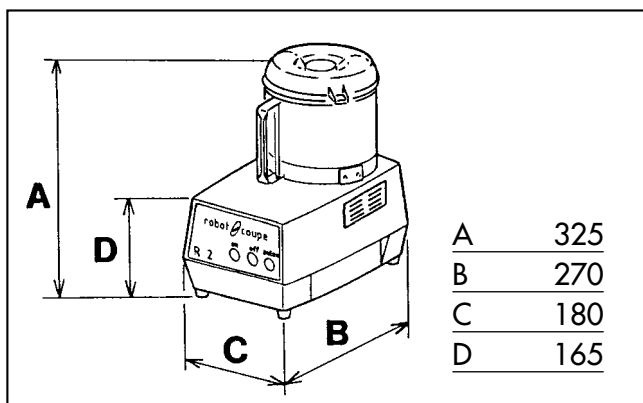 A
D
robot coupe
on off pulse
R 2
C
B
A 325
B 270
C 180
D 165